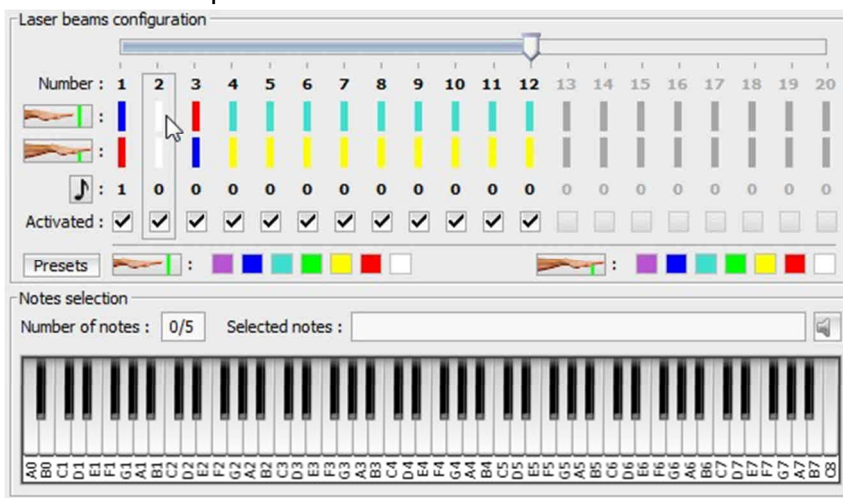 Laser beams configuration
Number : 1 2 3 4 5 6 7 8 9 10 11 12 13 14 15 16 17 18 19 20
:
:
♪ : 1 0 0 0 0 0 0 0 0 0 0 0 0 0 0 0 0 0 0 0
Activated :
Presets : :
Notes selection
Number of notes : 0/5 Selected notes :
A0 B0 C1 D1 E1 F1 G1 A1 B1 C2 D2 E2 F2 G2 A2 B2 C3 D3 E3 F3 G3 A3 B3 C4 D4 E4 F4 G4 A4 B4 C5 D5 E5 F5 G5 A5 B5 C6 D6 E6 F6 G6 A6 B6 C7 D7 E7 F7 G7 A7 B7 C8